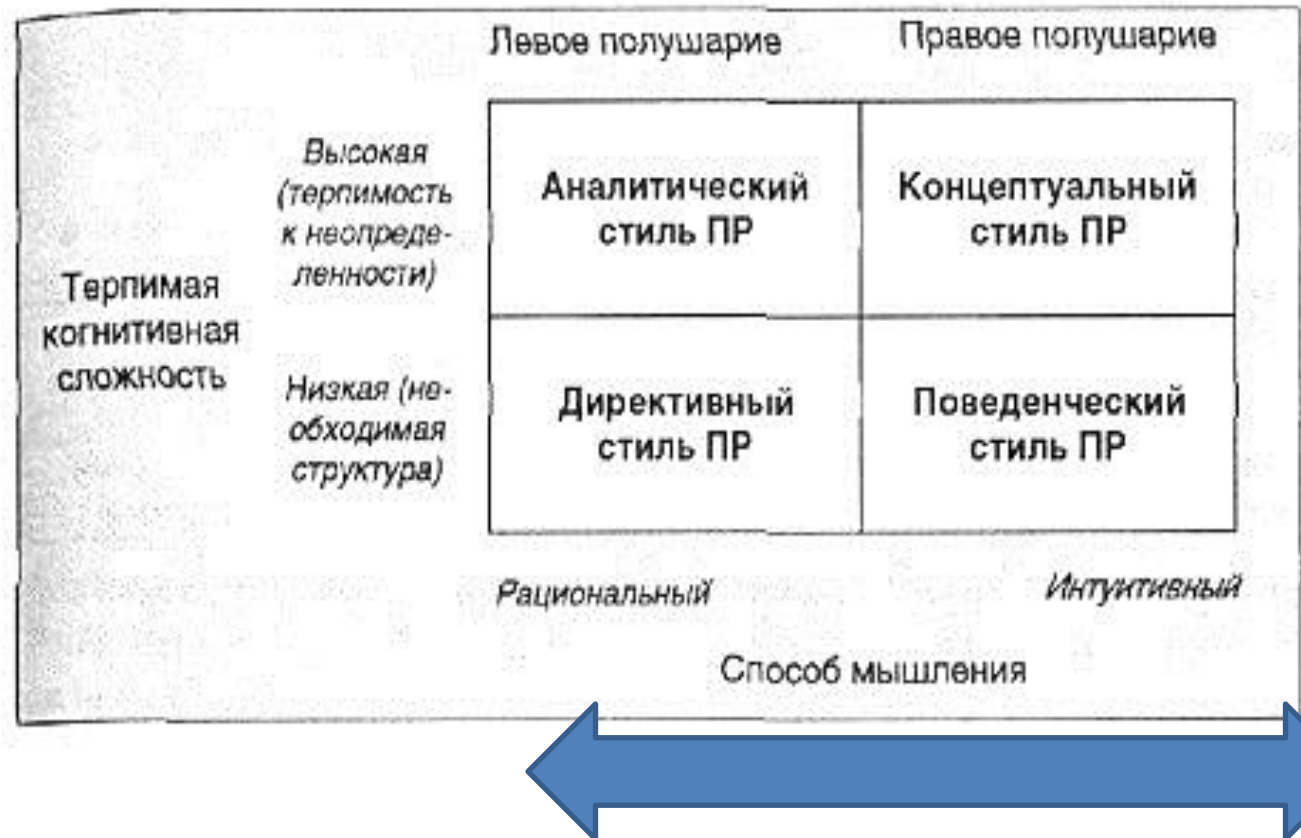 Левое полушарие
Правое полушарие
Высокая
(терпимость
к неопреде-
ленности)
Аналитический
стиль ПР
Концептуальный
стиль ПР
Терпимая
когнитивная
сложность
Низкая (не-
обходимая
структура)
Директивный
стиль ПР
Поведенческий
стиль ПР
Рациональный
Интуитивный
Способ мышления